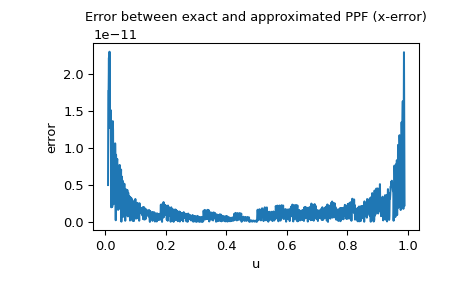 Error between exact and approximated PPF (x-error)
1e−11
2.0
1.5
1.0
0.5
0.0
error
0.0 0.2 0.4 0.6 0.8 1.0
u